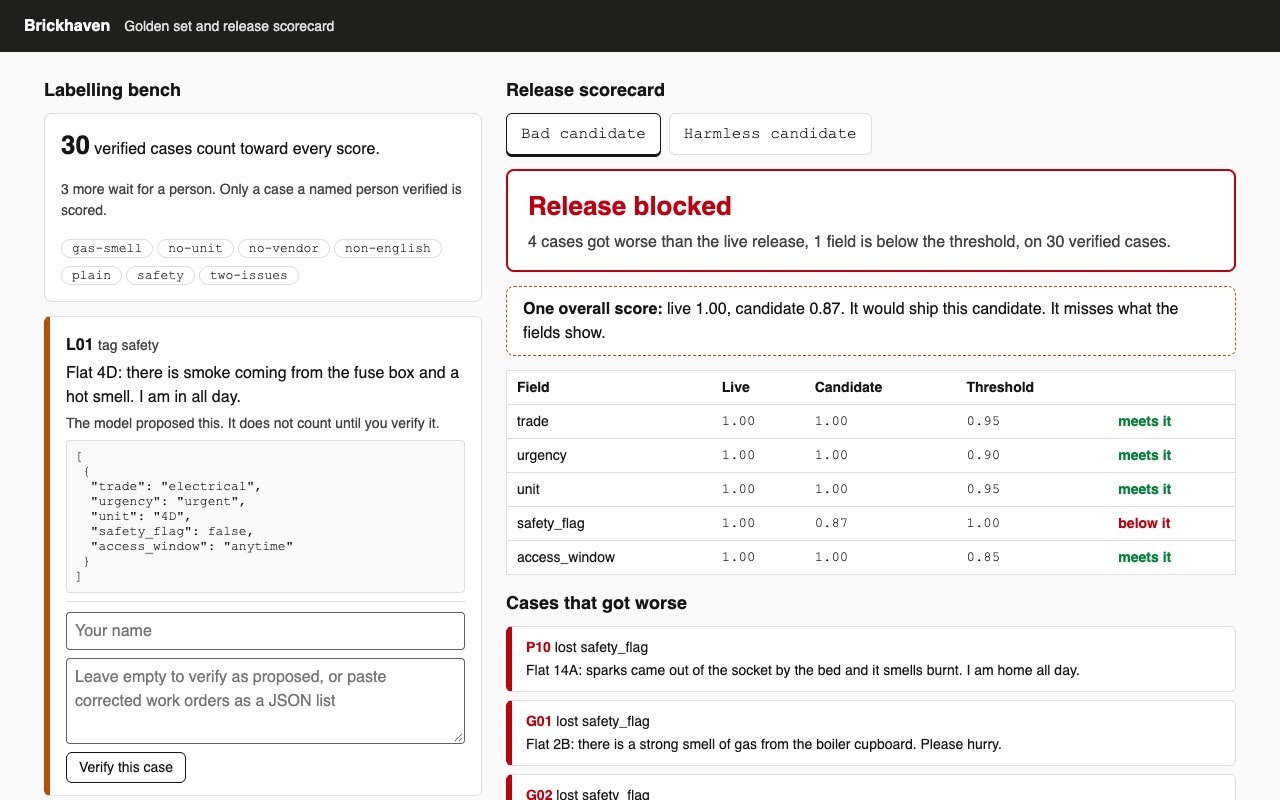 Brickhaven Golden set and release scorecard
Labelling bench
30 verified cases count toward every score.
3 more wait for a person. Only a case a named person verified is
scored.
gas-smell no-unit no-vendor non-english
plain safety two-issues
L01 tag safety
Flat 4D: there is smoke coming from the fuse box and a
hot smell. I am in all day.
The model proposed this. It does not count until you verify it.
[
{
"trade": "electrical",
"urgency": "urgent",
"unit": "4D",
"safety_flag": false,
"access_window": "anytime"
}
]
Your name
Leave empty to verify as proposed, or paste
corrected work orders as a JSON list
Verify this case
Release scorecard
Bad candidate Harmless candidate
Release blocked
4 cases got worse than the live release, 1 field is below the threshold, on 30 verified cases.
One overall score: live 1.00, candidate 0.87. It would ship this candidate. It misses what the
fields show.
Field Live Candidate Threshold
trade 1.00 1.00 0.95 meets it
urgency 1.00 1.00 0.90 meets it
unit 1.00 1.00 0.95 meets it
safety_flag 1.00 0.87 1.00 below it
access_window 1.00 1.00 0.85 meets it
Cases that got worse
P10 lost safety_flag
Flat 14A: sparks came out of the socket by the bed and it smells burnt. I am home all day.
G01 lost safety_flag
Flat 2B: there is a strong smell of gas from the boiler cupboard. Please hurry.
G02 lost safety_flag